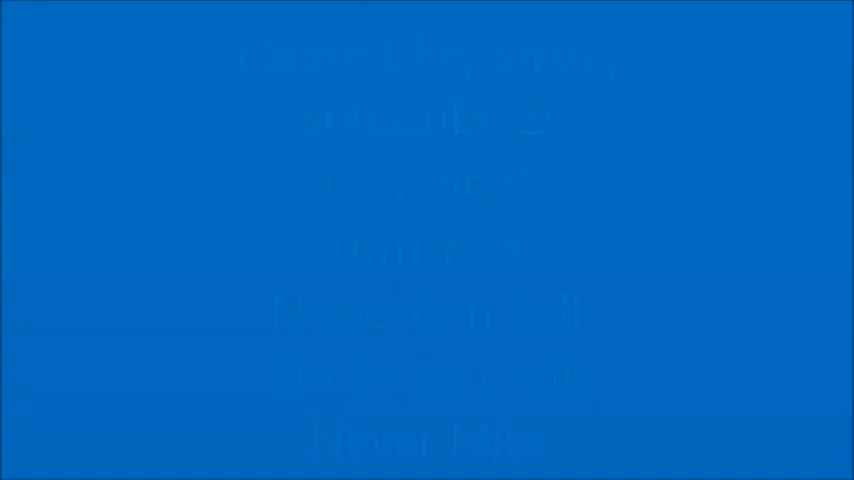 Please Like, Share,
Subscribe &
Comment!
Turn Your
Notification Bell
On So You Will
Never Miss